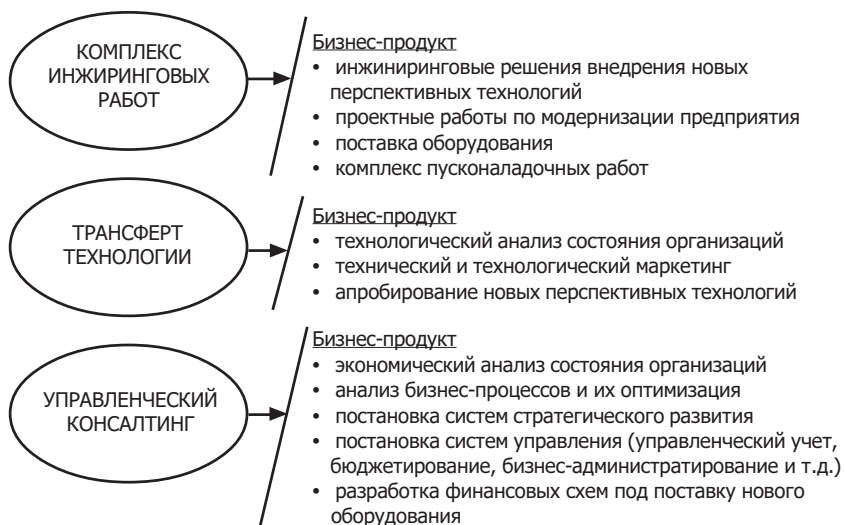 КОМПЛЕКС
ИНЖИРИНГОВЫХ
РАБОТ
Бизнес-продукт
• инжиниринговые решения внедрения новых
перспективных технологий
• проектные работы по модернизации предприятия
• поставка оборудования
• комплекс пусконаладочных работ
ТРАНСФЕРТ
ТЕХНОЛОГИИ
Бизнес-продукт
• технологический анализ состояния организаций
• технический и технологический маркетинг
• апробирование новых перспективных технологий
УПРАВЛЕНЧЕСКИЙ
КОНСАЛТИНГ
Бизнес-продукт
• экономический анализ состояния организаций
• анализ бизнес-процессов и их оптимизация
• постановка систем стратегического развития
• постановка систем управления (управленческий учет,
бюджетирование, бизнес-администратирование и т.д.)
• разработка финансовых схем под поставку нового
оборудования